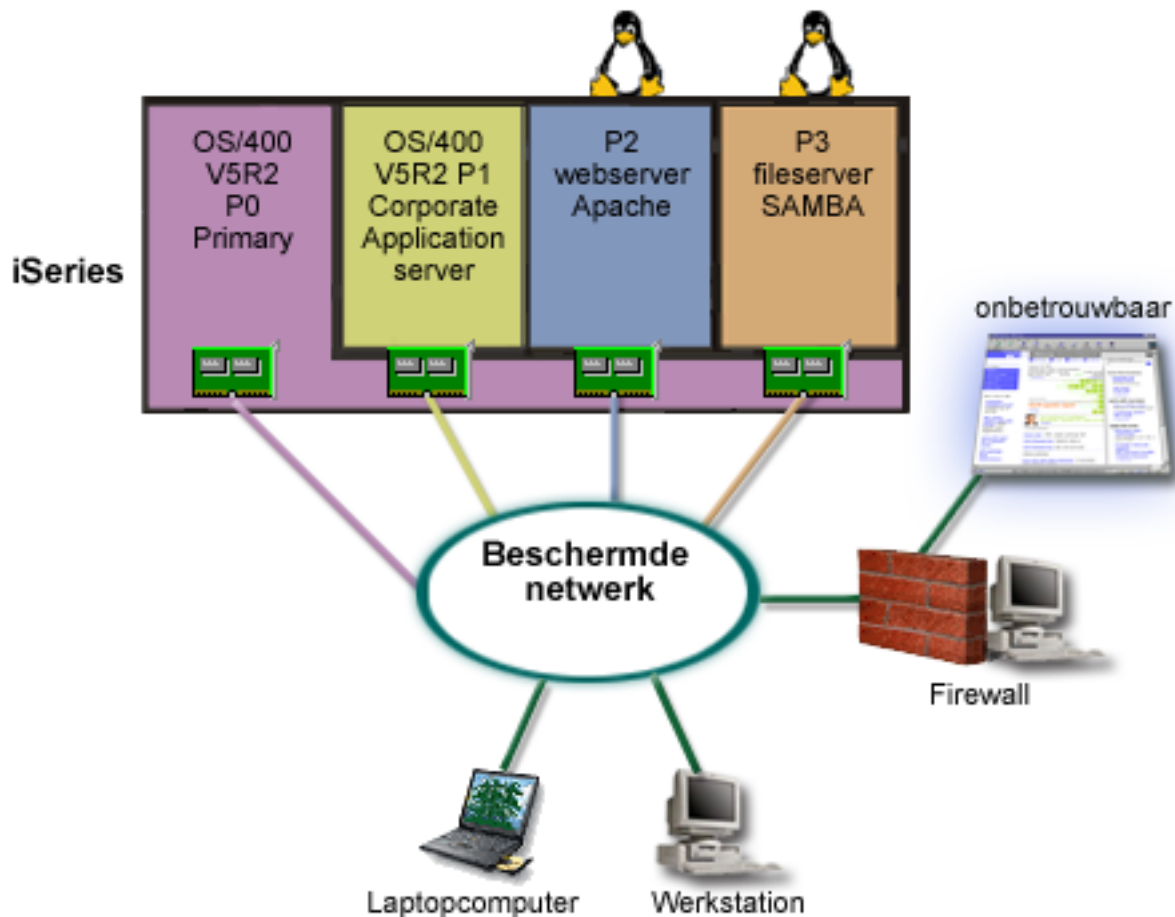 OS/400
V5R2
P0
Primary
OS/400
V5R2 P1
Corporate
Application
server
P2
webserver
Apache
P3
fileserver
SAMBA
iSeries
onbetrouwbaar
Beschermde
netwerk
Firewall
Laptopcomputer
Werkstation